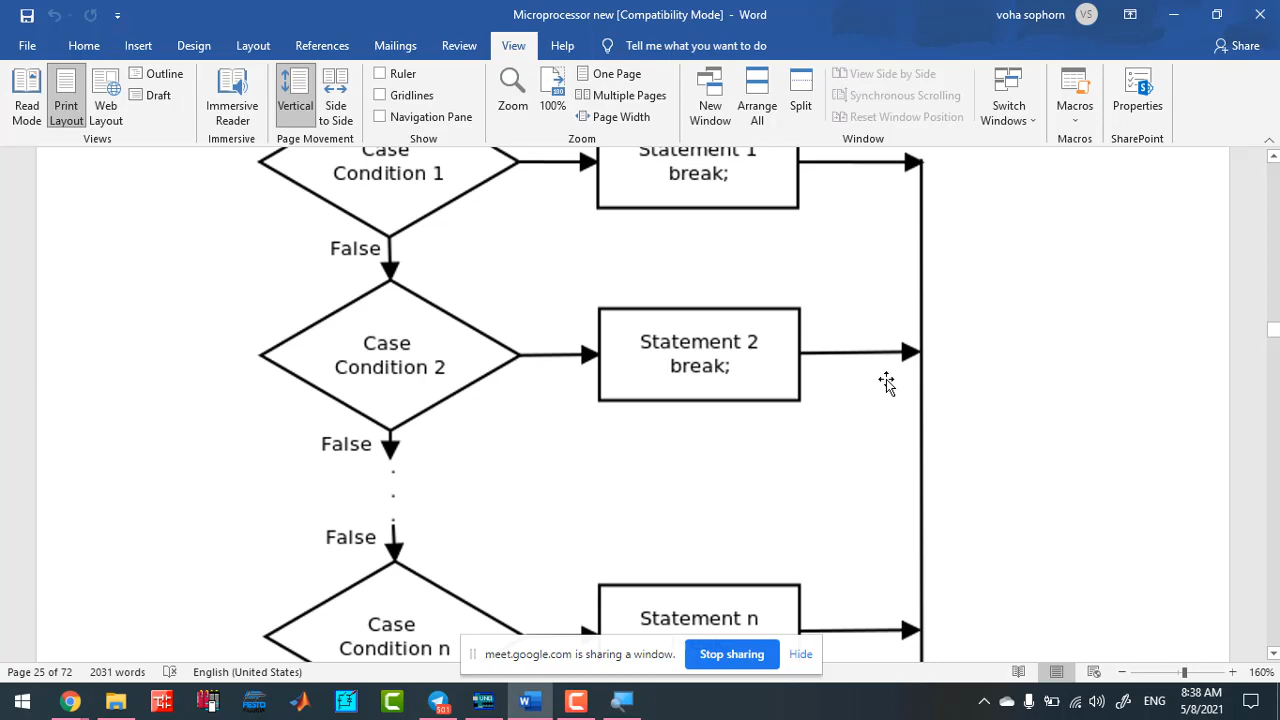 Microprocessor new [Compatibility Mode] - Word
voha sophorn
VS
File Home Insert Design Layout References Mailings Review View Help Tell me what you want to do Share
Read Mode
Print Layout
Web Layout
Outline
Draft
Views
Immersive Reader
Immersive
Vertical
Side to Side
Page Movement
Ruler
Gridlines
Navigation Pane
Show
Zoom
100%
One Page
Multiple Pages
Page Width
Zoom
New Window
Arrange All
Split
View Side by Side
Synchronous Scrolling
Reset Window Position
Window
Switch Windows
Macros
Macros
Properties
SharePoint
Case
Condition 1
Statement 1
break;
False
Case
Condition 2
Statement 2
break;
False
.
.
.
False
Case
Condition n
Statement n
meet.google.com is sharing a window.
Stop sharing
Hide
Page 25 of 72
2031 words
English (United States)
160%
ENG
8:38 AM
5/8/2021